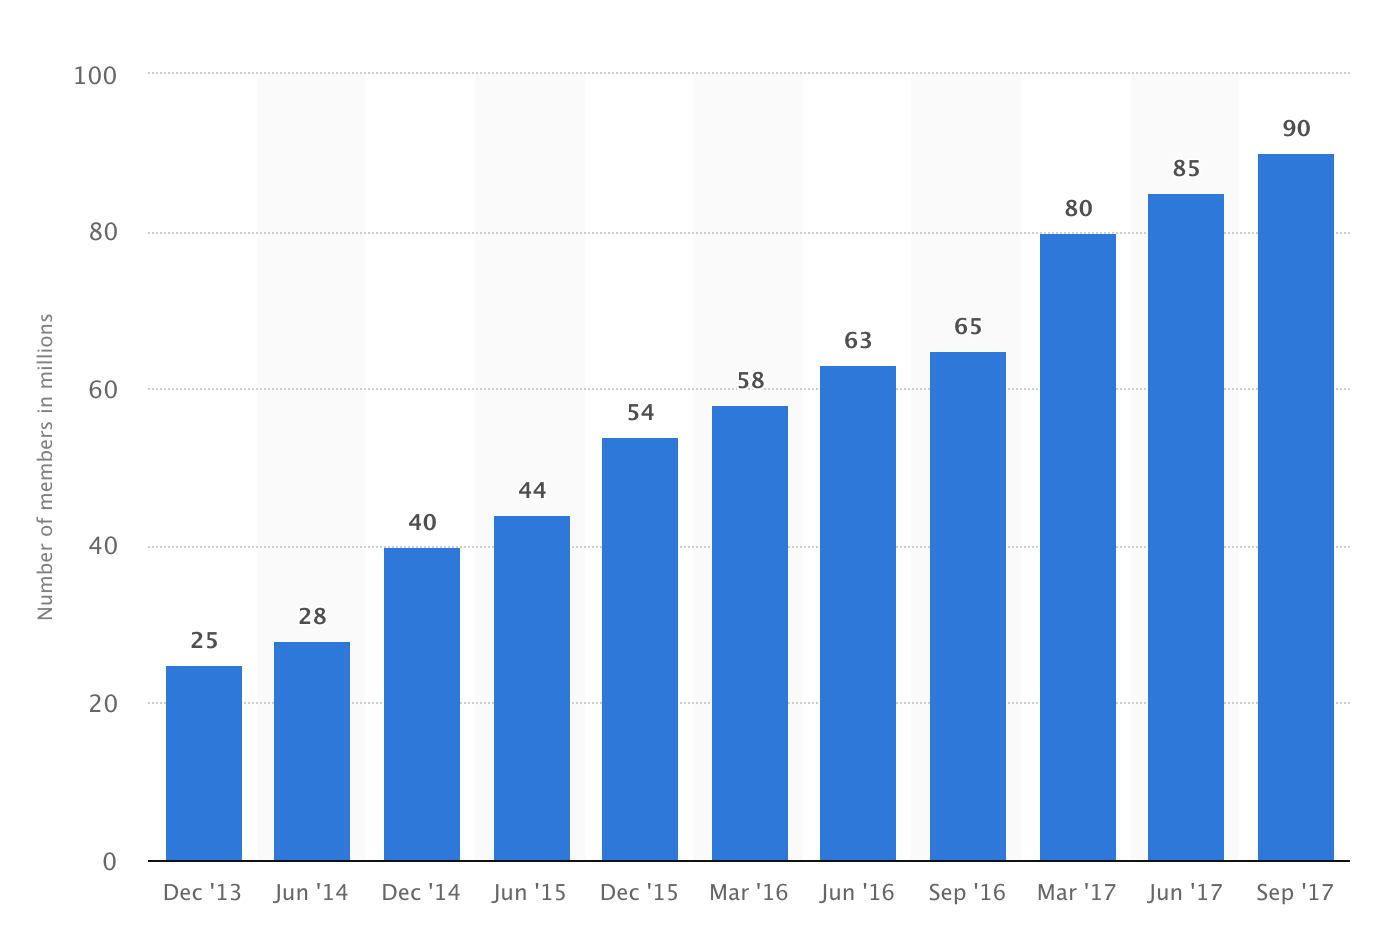 Number of members in millions
100
80
60
40
20
0
25
28
40
44
54
58
63
65
80
85
90
Dec '13
Jun '14
Dec '14
Jun '15
Dec '15
Mar '16
Jun '16
Sep '16
Mar '17
Jun '17
Sep '17